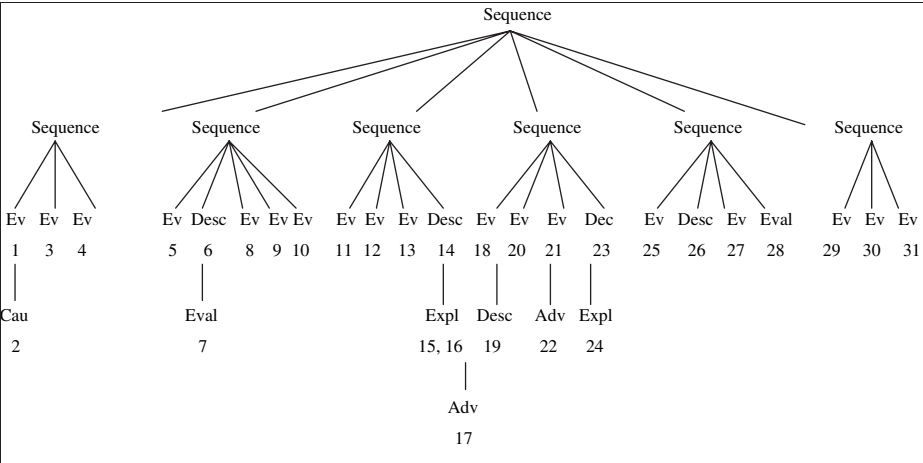 Sequence
Sequence Sequence Sequence Sequence Sequence Sequence
Ev Ev Ev Ev Desc Ev Ev Ev Ev Ev Ev Desc Ev Ev Ev Dec Ev Desc Ev Eval Ev Ev Ev
1 3 4 5 6 8 9 10 11 12 13 14 18 20 21 23 25 26 27 28 29 30 31
Cau Eval Expl Desc Adv Expl
2 7 15, 16 19 22 24
Adv
17